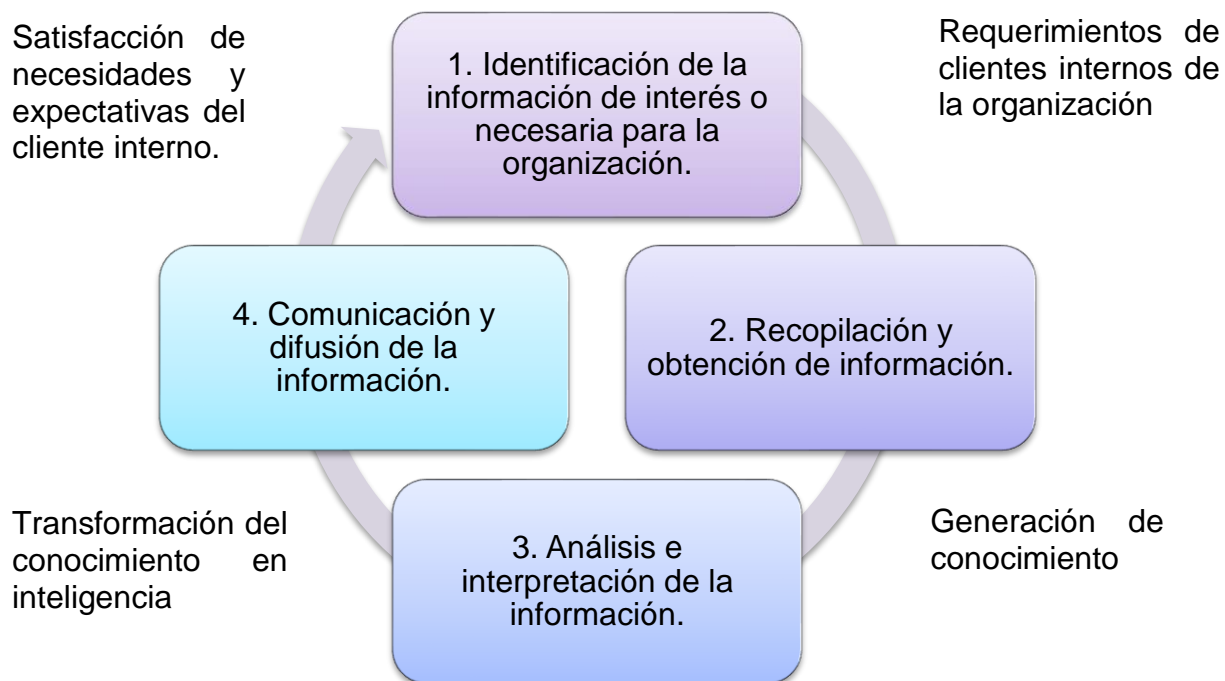 Satisfacción de
necesidades y
expectativas del
cliente interno.
1. Identificación de la
información de interés o
necesaria para la
organización.
Requerimientos de
clientes internos de
la organización
4. Comunicación y
difusión de la
información.
2. Recopilación y
obtención de información.
Transformación del
conocimiento en
inteligencia
3. Análisis e
interpretación de la
información.
Generación de
conocimiento